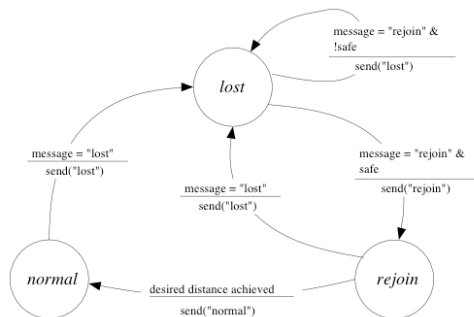 message = "rejoin" &
!safe
send("lost")
lost
message = "lost"
send("lost")
message = "rejoin" &
safe
send("rejoin")
message = "lost"
send("lost")
normal
desired distance achieved
send("normal")
rejoin